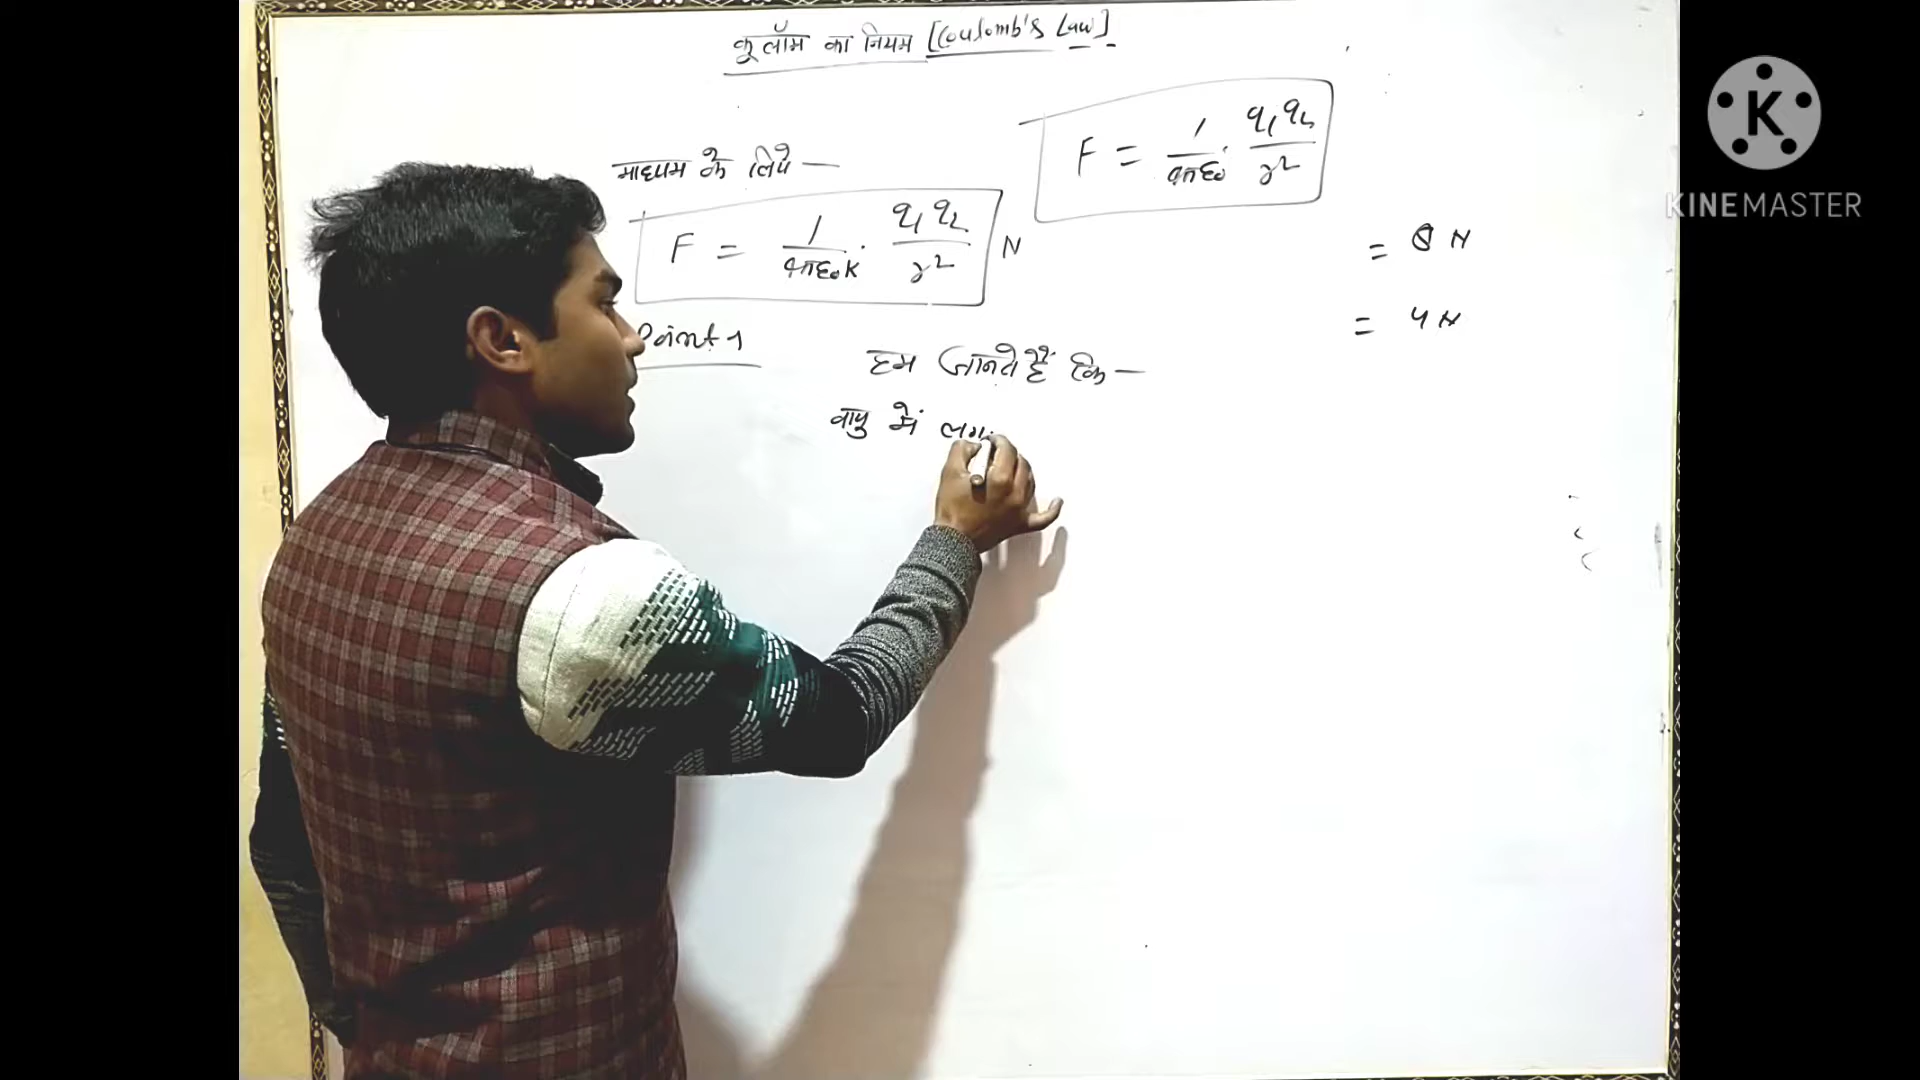 कूलॉम का नियम [Coulomb's Law]
F = 1/4πε₀ . q₁q₂/r²
माध्यम के लिये —
F = 1/4πε₀K . q₁q₂/r² N
= 8 N
= 4 N
Point-1
हम जानते हैं कि —
वायु में लग
K
KINEMASTER